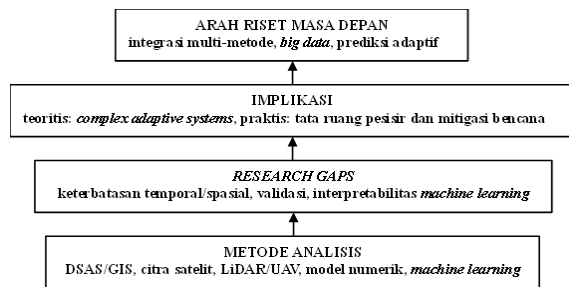 ARAH RISET MASA DEPAN
integrasi multi-metode, big data, prediksi adaptif
IMPLIKASI
teoritis: complex adaptive systems, praktis: tata ruang pesisir dan mitigasi bencana
RESEARCH GAPS
keterbatasan temporal/spasial, validasi, interpretabilitas machine learning
METODE ANALISIS
DSAS/GIS, citra satelit, LiDAR/UAV, model numerik, machine learning